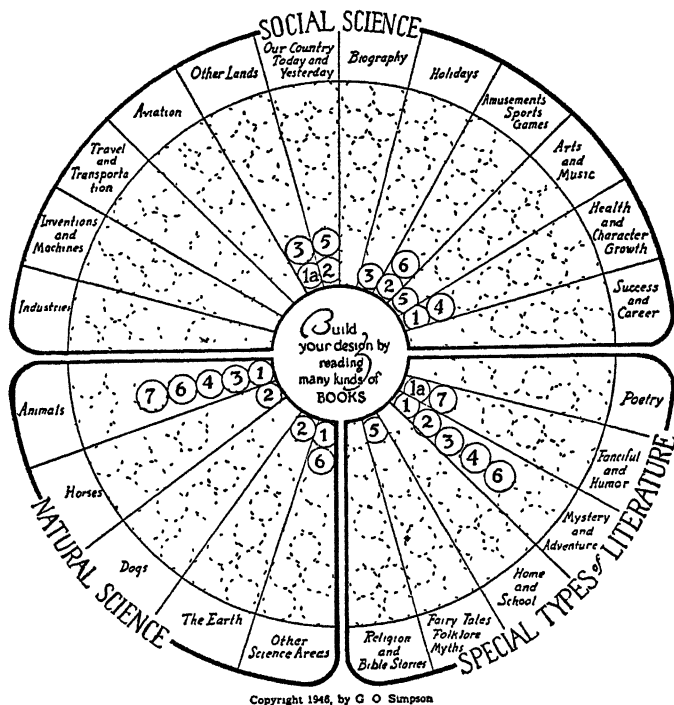 SOCIAL SCIENCE
Our Country
Today and
Yesterday
Biography
Other Lands
Holidays
Aviation
Amusements
Sports
Games
Travel
and
Transporta
tion
Arts
and
Music
Inventions
and
Machines
Health
and
Character
Growth
Industries
Success
and
Career
3 5
1a 2
3 6
2
5
1 4
Build
your design by
reading
many kinds of
BOOKS
7 6 4 3 1
2
2 1
6
1a 7
1 2
3
4
6
5
NATURAL SCIENCE
Animals
Horses
Dogs
The Earth
Other
Science Areas
SPECIAL TYPES of LITERATURE
Poetry
Fanciful
and
Humor
Mystery
and
Adventure
Home
and
School
Fairy Tales
Folklore
Myths
Religion
and
Bible Stories
Copyright 1946, by G O Simpson